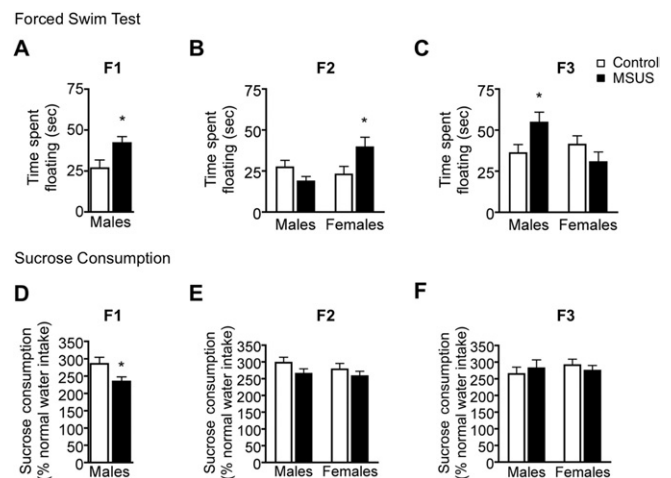 Forced Swim Test
A
F1
Time spent
floating (sec)
75
50
25
0
*
Males
B
F2
Time spent
floating (sec)
75
50
25
0
*
Males Females
C
F3
Control
MSUS
Time spent
floating (sec)
75
50
25
0
*
Males Females
Sucrose Consumption
D
F1
Sucrose consumption
(% normal water intake)
350
300
250
200
150
100
50
0
*
Males
E
F2
Sucrose consumption
(% normal water intake)
350
300
250
200
150
100
50
0
Males Females
F
F3
Sucrose consumption
(% normal water intake)
350
300
250
200
150
100
50
0
Males Females